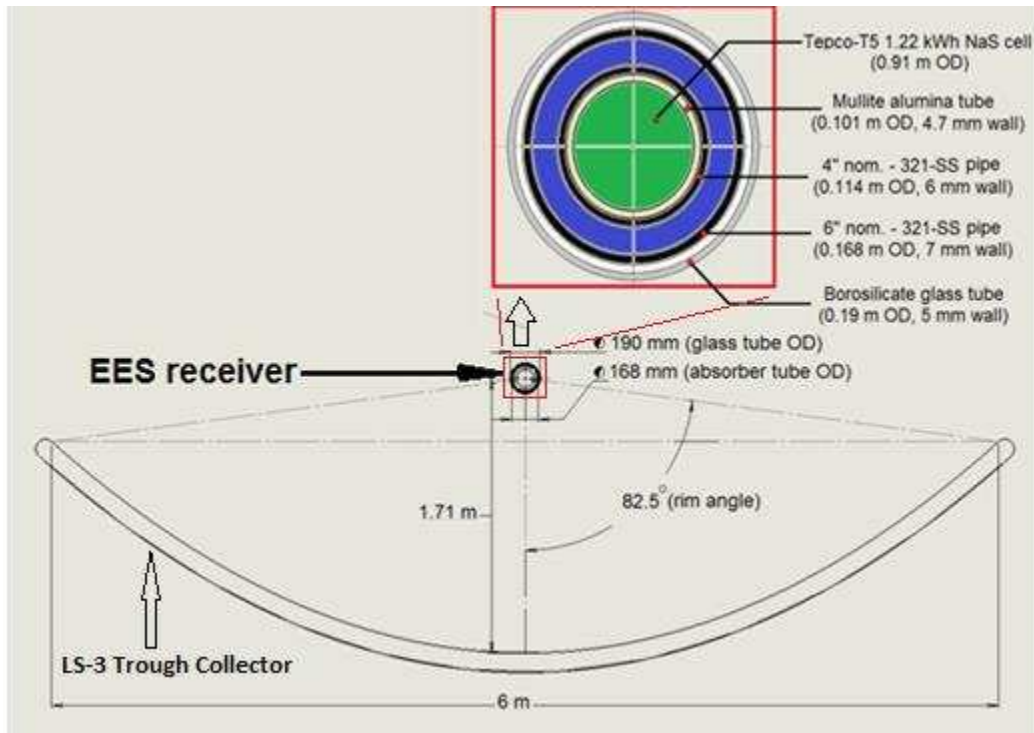 Tepco-T5 1.22 kWh NaS cell
(0.91 m OD)
Mullite alumina tube
(0.101 m OD, 4.7 mm wall)
4" nom. - 321-SS pipe
(0.114 m OD, 6 mm wall)
6" nom. - 321-SS pipe
(0.168 m OD, 7 mm wall)
Borosilicate glass tube
(0.19 m OD, 5 mm wall)
190 mm (glass tube OD)
EES receiver
168 mm (absorber tube OD)
1.71 m
82.5° (rim angle)
LS-3 Trough Collector
6 m